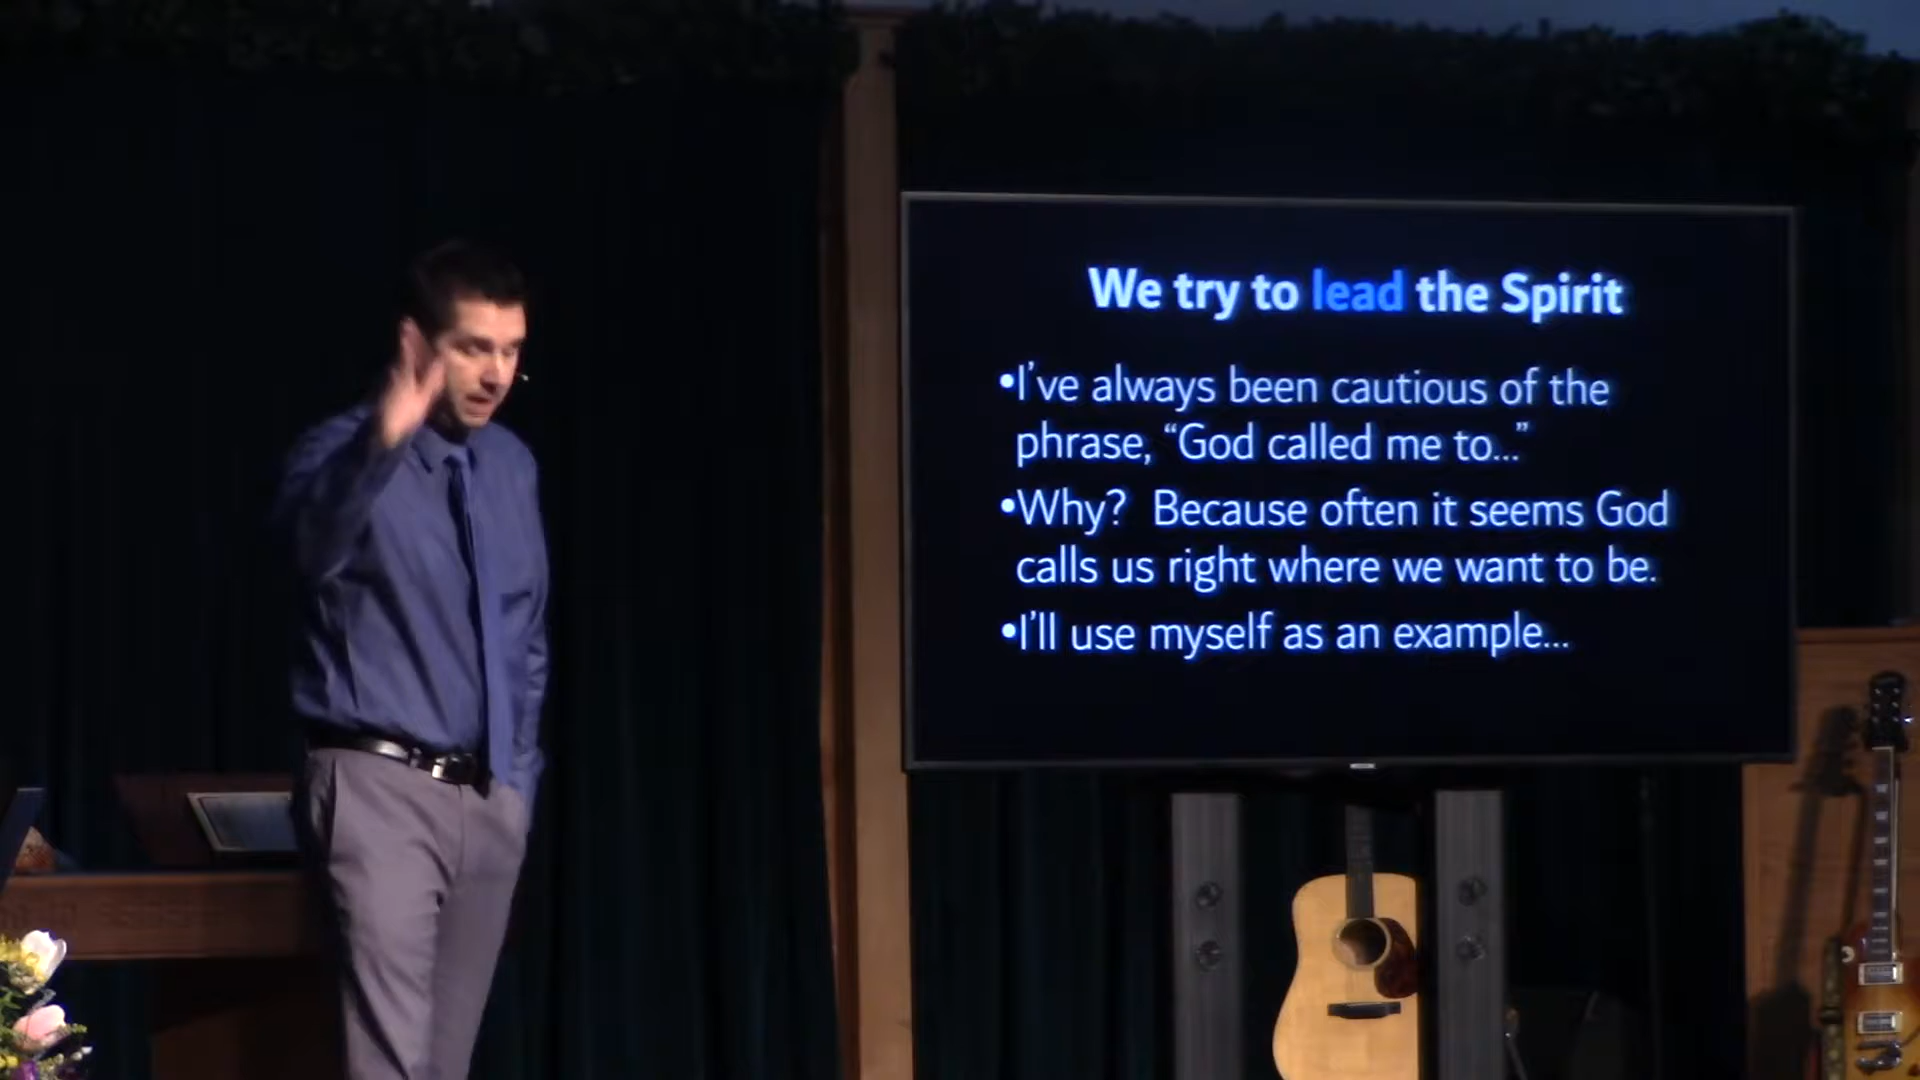 We try to lead the Spirit
•I've always been cautious of the
phrase, “God called me to...”
•Why?  Because often it seems God
calls us right where we want to be.
•I'll use myself as an example...